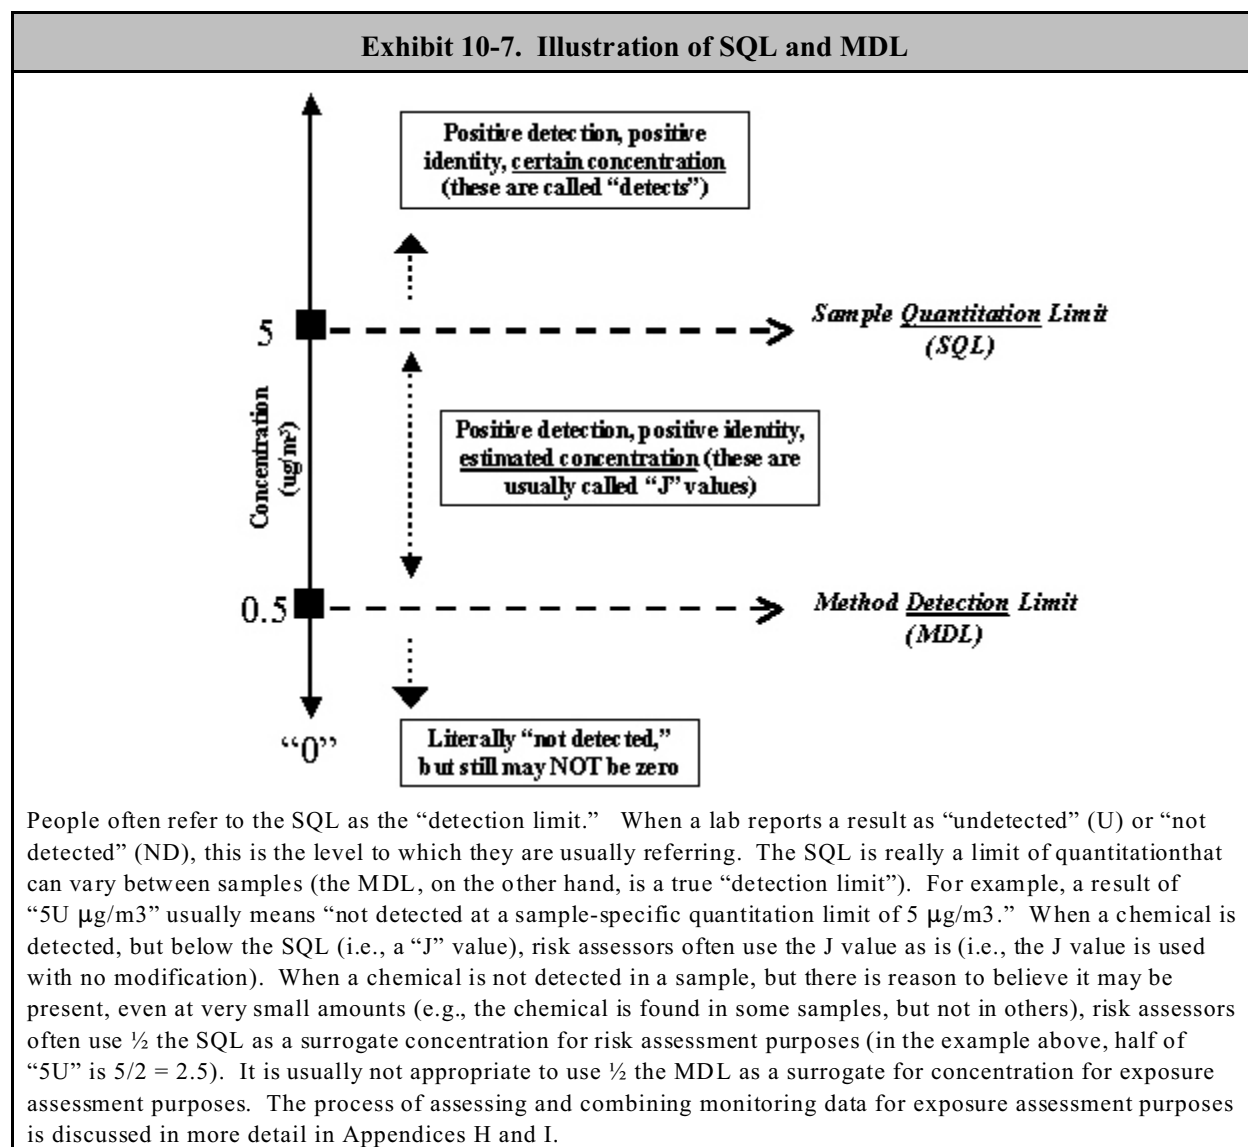 Exhibit 10-7. Illustration of SQL and MDL
Positive detection, positive
identity, certain concentration
(these are called “detects”)
5
Sample Quantitation Limit
(SQL)
Concentration
(ug/m³)
Positive detection, positive identity,
estimated concentration (these are
usually called “J” values)
0.5
Method Detection Limit
(MDL)
“0”
Literally “not detected,”
but still may NOT be zero
People often refer to the SQL as the “detection limit.” When a lab reports a result as “undetected” (U) or “not
detected” (ND), this is the level to which they are usually referring. The SQL is really a limit of quantitationthat
can vary between samples (the MDL, on the other hand, is a true “detection limit”). For example, a result of
“5U µg/m3” usually means “not detected at a sample-specific quantitation limit of 5 µg/m3.” When a chemical is
detected, but below the SQL (i.e., a “J” value), risk assessors often use the J value as is (i.e., the J value is used
with no modification). When a chemical is not detected in a sample, but there is reason to believe it may be
present, even at very small amounts (e.g., the chemical is found in some samples, but not in others), risk assessors
often use ½ the SQL as a surrogate concentration for risk assessment purposes (in the example above, half of
“5U” is 5/2 = 2.5). It is usually not appropriate to use ½ the MDL as a surrogate for concentration for exposure
assessment purposes. The process of assessing and combining monitoring data for exposure assessment purposes
is discussed in more detail in Appendices H and I.